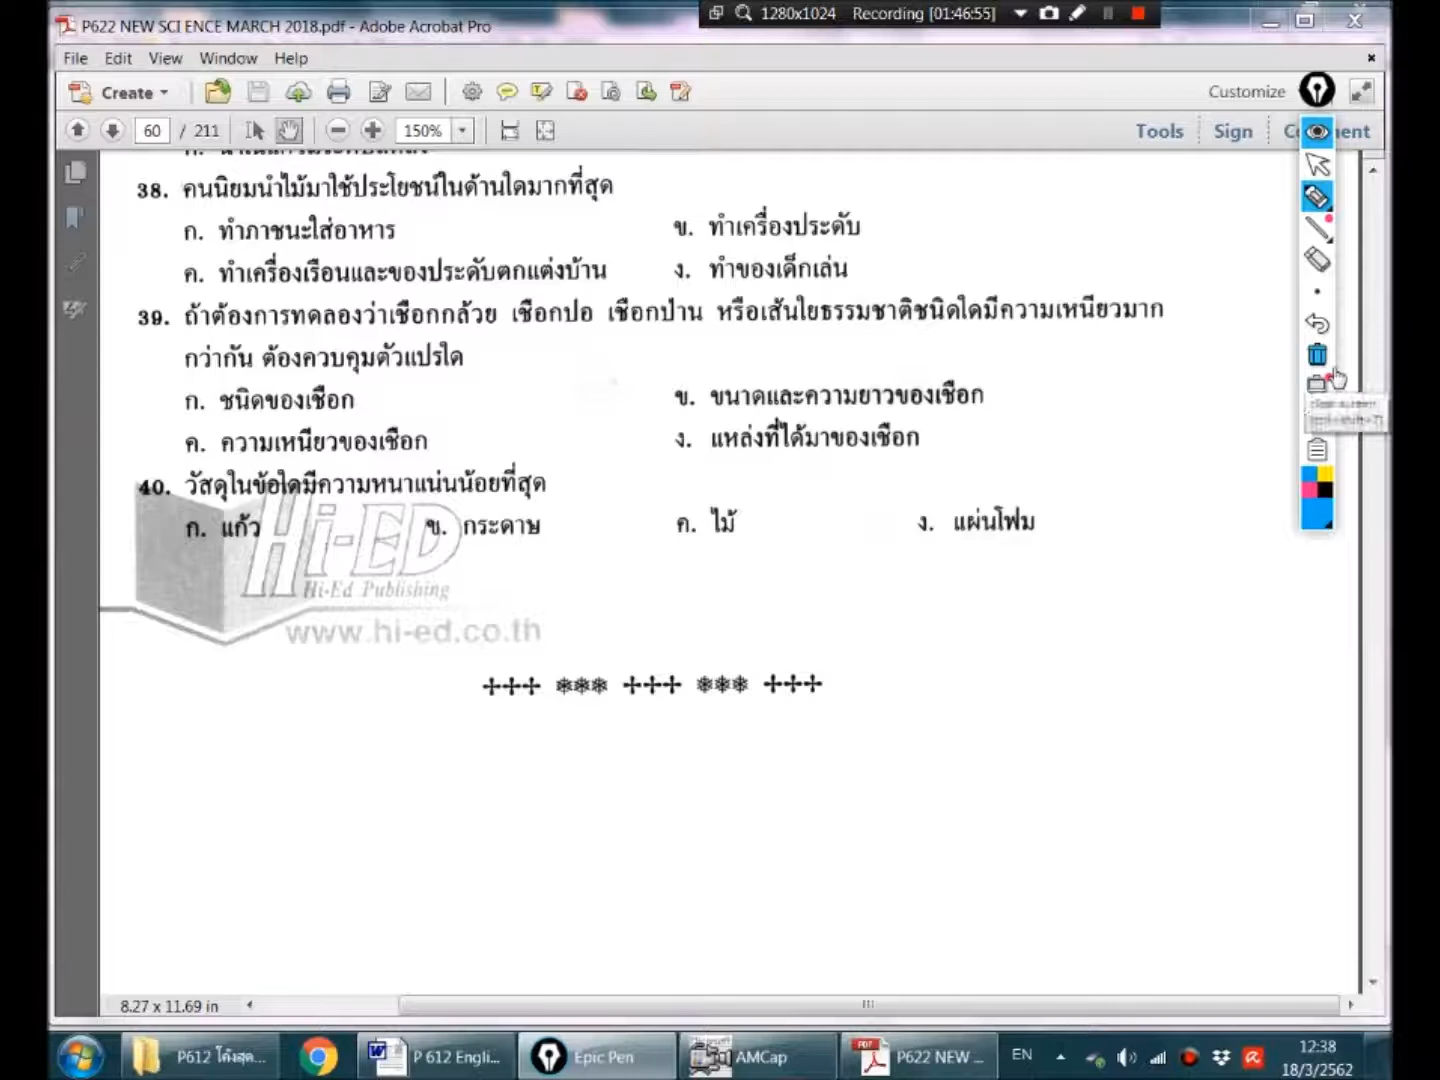 P622 NEW SCI ENCE MARCH 2018.pdf - Adobe Acrobat Pro
1280x1024 Recording [01:46:55]
File Edit View Window Help
Create
Customize
60 / 211 150%
Tools Sign
38. คนนิยมนำไม้มาใช้ประโยชน์ในด้านใดมากที่สุด
ก. ทำภาชนะใส่อาหาร ข. ทำเครื่องประดับ
ค. ทำเครื่องเรือนและของประดับตกแต่งบ้าน ง. ทำของเด็กเล่น
39. ถ้าต้องการทดลองว่าเชือกกล้วย เชือกปอ เชือกป่าน หรือเส้นใยธรรมชาติชนิดใดมีความเหนียวมาก
กว่ากัน ต้องควบคุมตัวแปรใด
ก. ชนิดของเชือก ข. ขนาดและความยาวของเชือก
ค. ความเหนียวของเชือก ง. แหล่งที่ได้มาของเชือก
40. วัสดุในข้อใดมีความหนาแน่นน้อยที่สุด
ก. แก้ว ข. กระดาษ ค. ไม้ ง. แผ่นโฟม
Hi-ED
Hi-Ed Publishing
www.hi-ed.co.th
8.27 x 11.69 in
P612 โค้งสุด... P 612 Engli... Epic Pen AMCap P622 NEW ... EN 12:38
18/3/2562